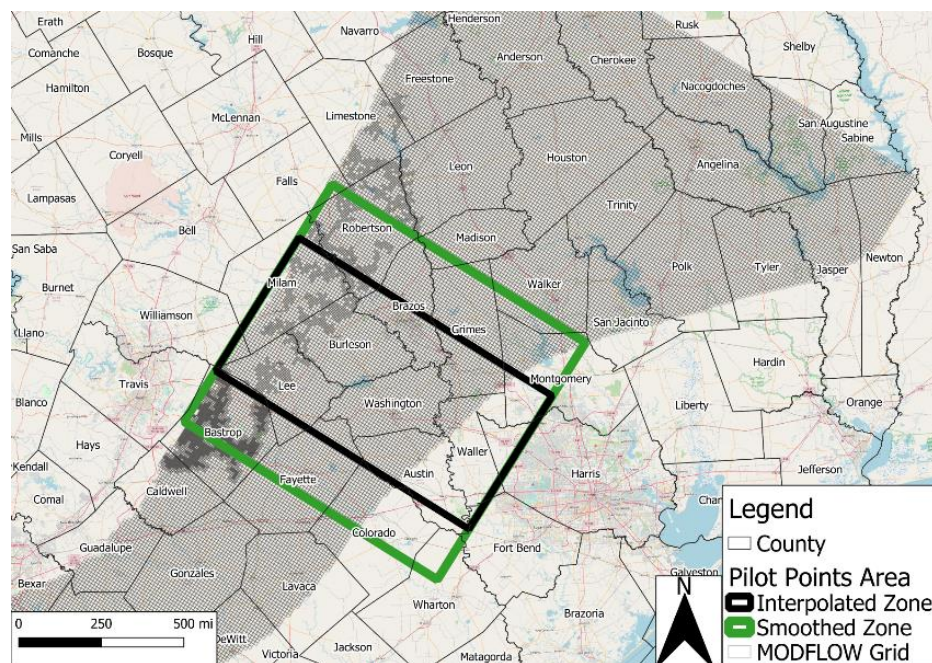 Henderson
Rusk
Erath
Hill
Navarro
Shelby
Comanche
Bosque
Anderson
Cherokee
Freestone
Nacogdoches
Hamilton
Limestone
McLennan
San Augustine
Sabine
Mills
Coryell
Leon
Houston
Angelina
Falls
Lampasas
Trinity
Bell
Robertson
Madison
San Saba
Newton
Polk
Tyler
Jasper
Burnet
Milam
Walker
Williamson
Brazos
Llano
Grimes
San Jacinto
Burleson
Hardin
Travis
Lee
Montgomery
Blanco
Washington
Liberty
Orange
Bastrop
Hays
Waller
Kendall
Austin
Harris
Jefferson
Fayette
Comal
Caldwell
Cha
Colorado
Guadalupe
Fort Bend
Galveston
Bexar
Gonzales
Lavaca
Wharton
Brazoria
DeWitt
Victoria
Jackson
Matagorda
0 250 500 mi
N
Legend
County
Pilot Points Area
Interpolated Zone
Smoothed Zone
MODFLOW Grid